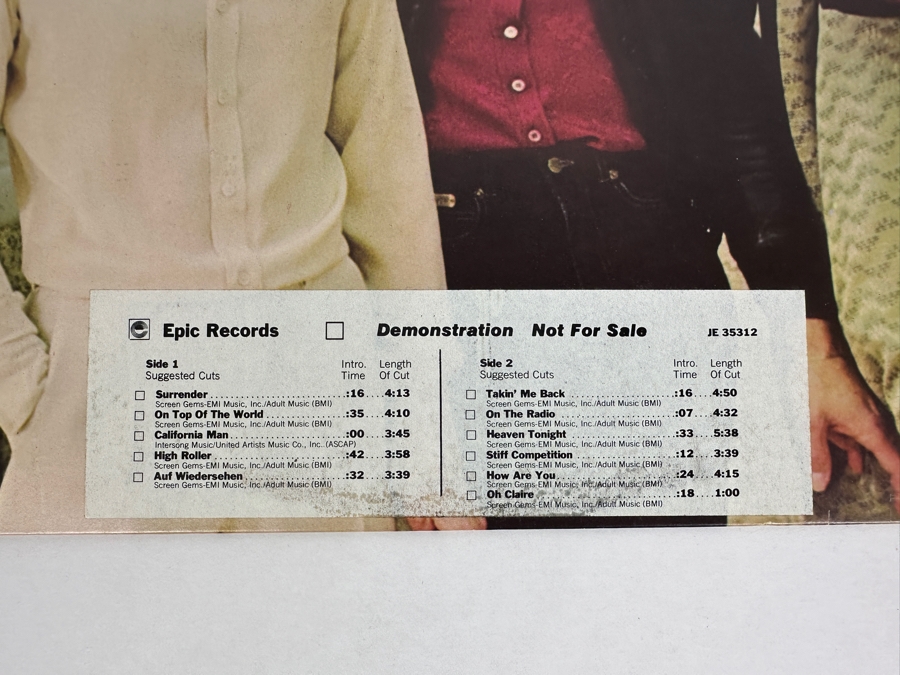 Epic Records Demonstration Not For Sale JE 35312
Side 1 Intro. Length
Suggested Cuts Time Of Cut
Surrender :16 4:13
Screen Gems-EMI Music, Inc./Adult Music (BMI)
On Top Of The World :35 4:10
Screen Gems-EMI Music, Inc./Adult Music (BMI)
California Man :00 3:45
Intersong Music/United Artists Music Co., Inc. (ASCAP)
High Roller :42 3:58
Screen Gems-EMI Music, Inc./Adult Music (BMI)
Auf Wiedersehen :32 3:39
Screen Gems-EMI Music, Inc./Adult Music (BMI)
Side 2 Intro. Length
Suggested Cuts Time Of Cut
Takin' Me Back :16 4:50
Screen Gems-EMI Music, Inc./Adult Music (BMI)
On The Radio :07 4:32
Screen Gems-EMI Music, Inc./Adult Music (BMI)
Heaven Tonight :33 5:38
Screen Gems-EMI Music, Inc./Adult Music (BMI)
Stiff Competition :12 3:39
Screen Gems-EMI Music, Inc./Adult Music (BMI)
How Are You :24 4:15
Screen Gems-EMI Music, Inc./Adult Music (BMI)
Oh Claire :18 1:00
Screen Gems-EMI Music, Inc./Adult Music (BMI)